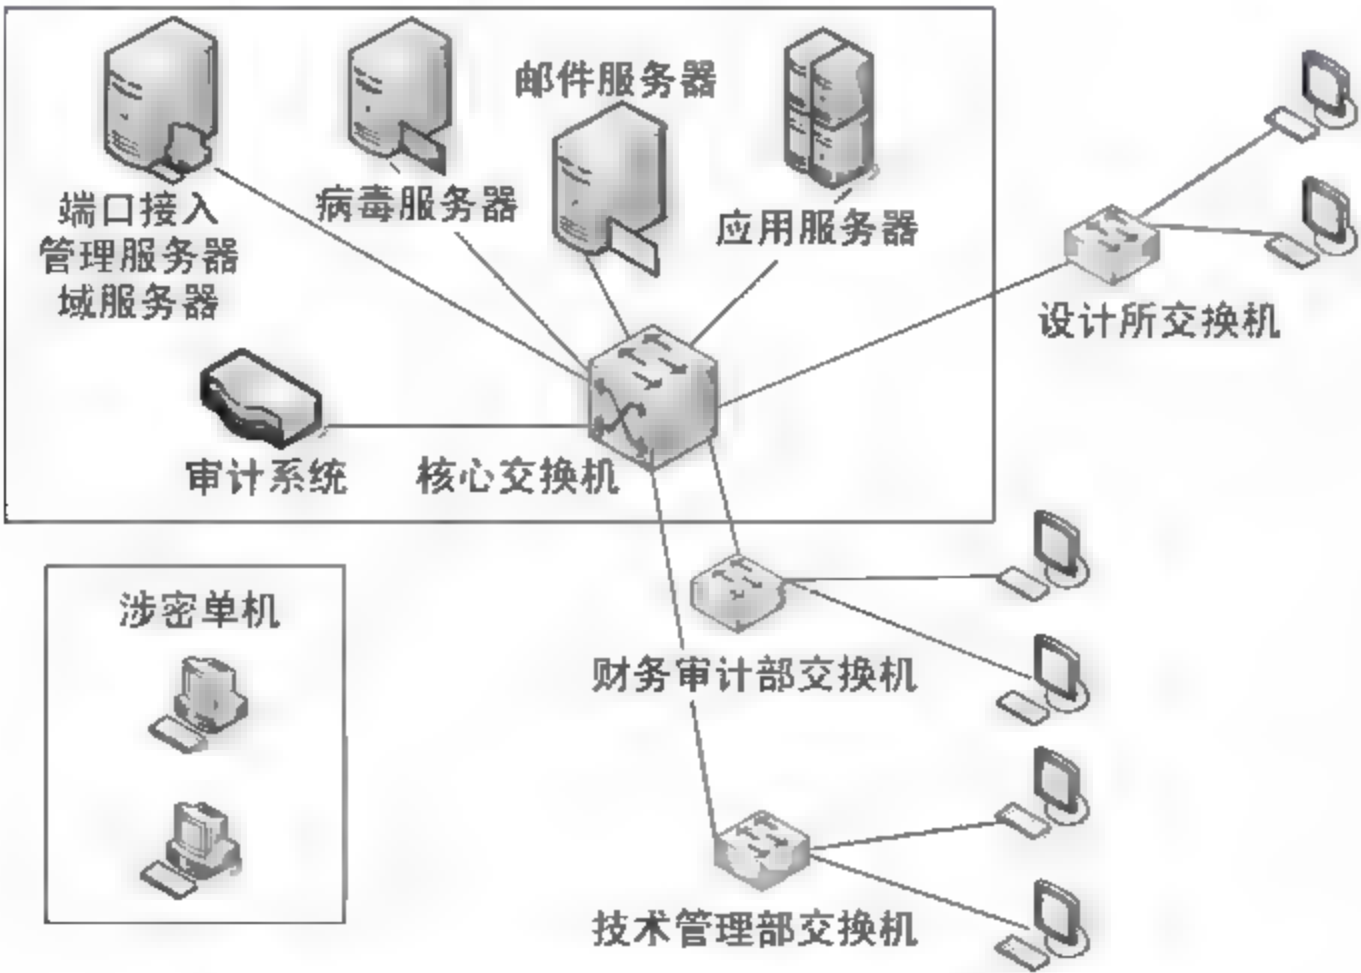 邮件服务器
端口接入
管理服务器
域服务器
病毒服务器
应用服务器
设计所交换机
审计系统
核心交换机
涉密单机
财务审计部交换机
技术管理部交换机